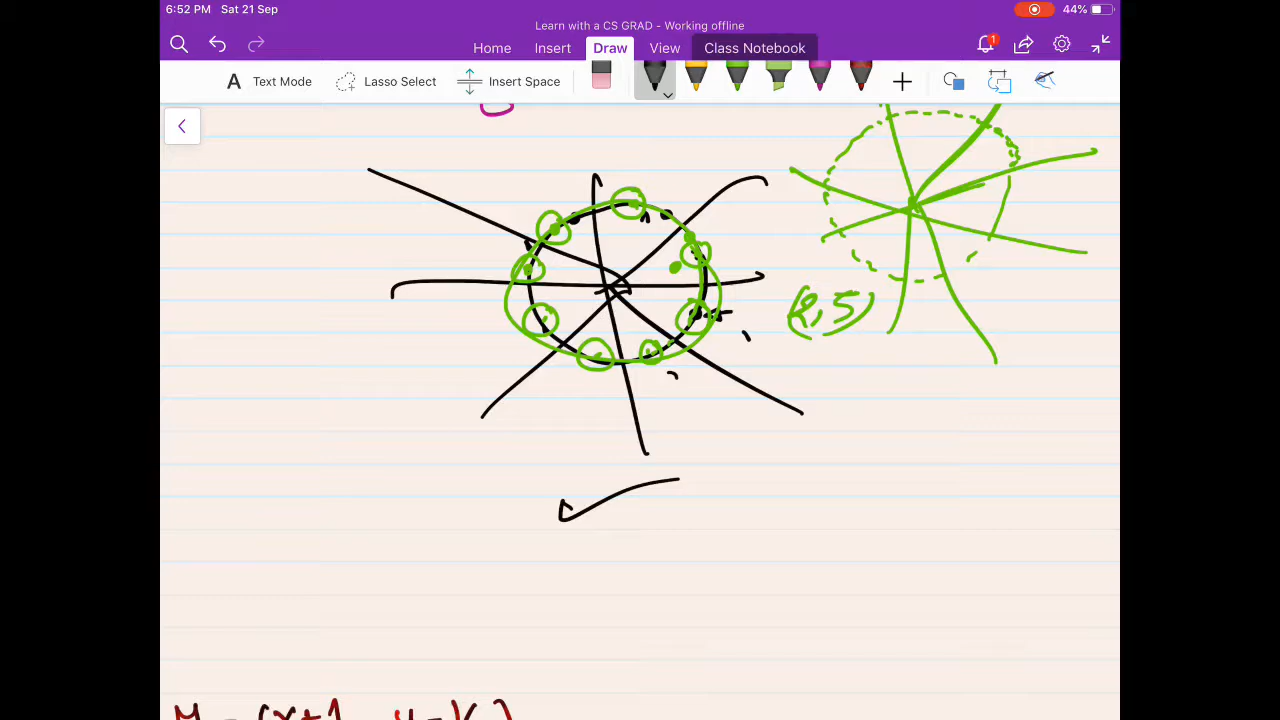 6:52 PM Sat 21 Sep 44%
Learn with a CS GRAD - Working offline
Home Insert Draw View Class Notebook
1
A Text Mode Lasso Select Insert Space
(2,5)